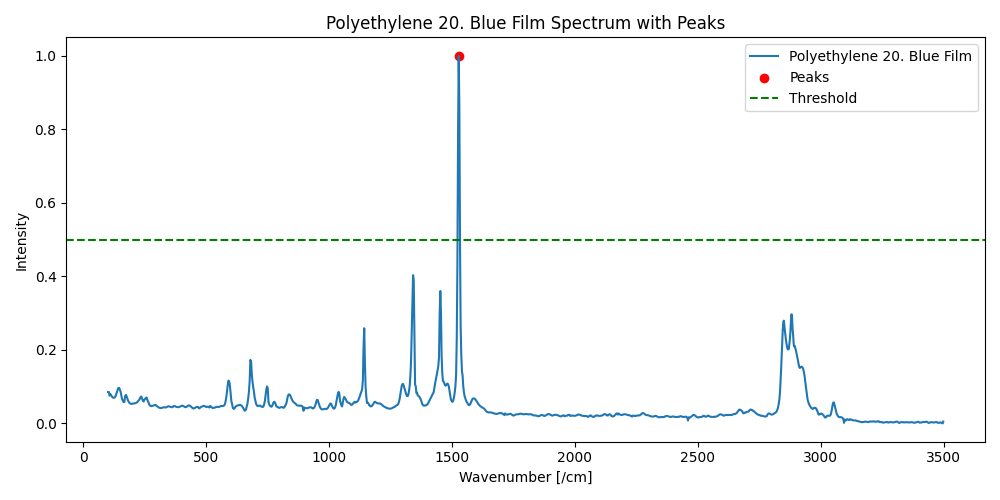 Polyethylene 20. Blue Film Spectrum with Peaks
Polyethylene 20. Blue Film
Peaks
Threshold
Intensity
1.0
0.8
0.6
0.4
0.2
0.0
0 500 1000 1500 2000 2500 3000 3500
Wavenumber [/cm]